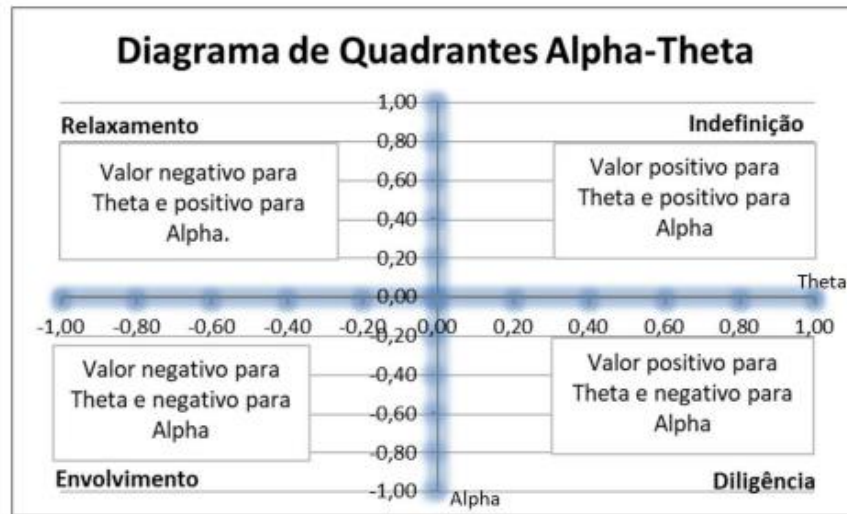 Diagrama de Quadrantes Alpha-Theta
1,00
Relaxamento
Indefinição
0,80
Valor negativo para
Theta e positivo para
Alpha.
Valor positivo para
Theta e positivo para
Alpha
0,60
0,40
0,20
Theta
0,00
-1,00 -0,80 -0,60 -0,40 -0,20 0,00 0,20 0,40 0,60 0,80 1,00
-0,20
Valor negativo para
Theta e negativo para
Alpha
Valor positivo para
Theta e negativo para
Alpha
-0,40
-0,60
-0,80
Envolvimento
Diligência
-1,00
Alpha